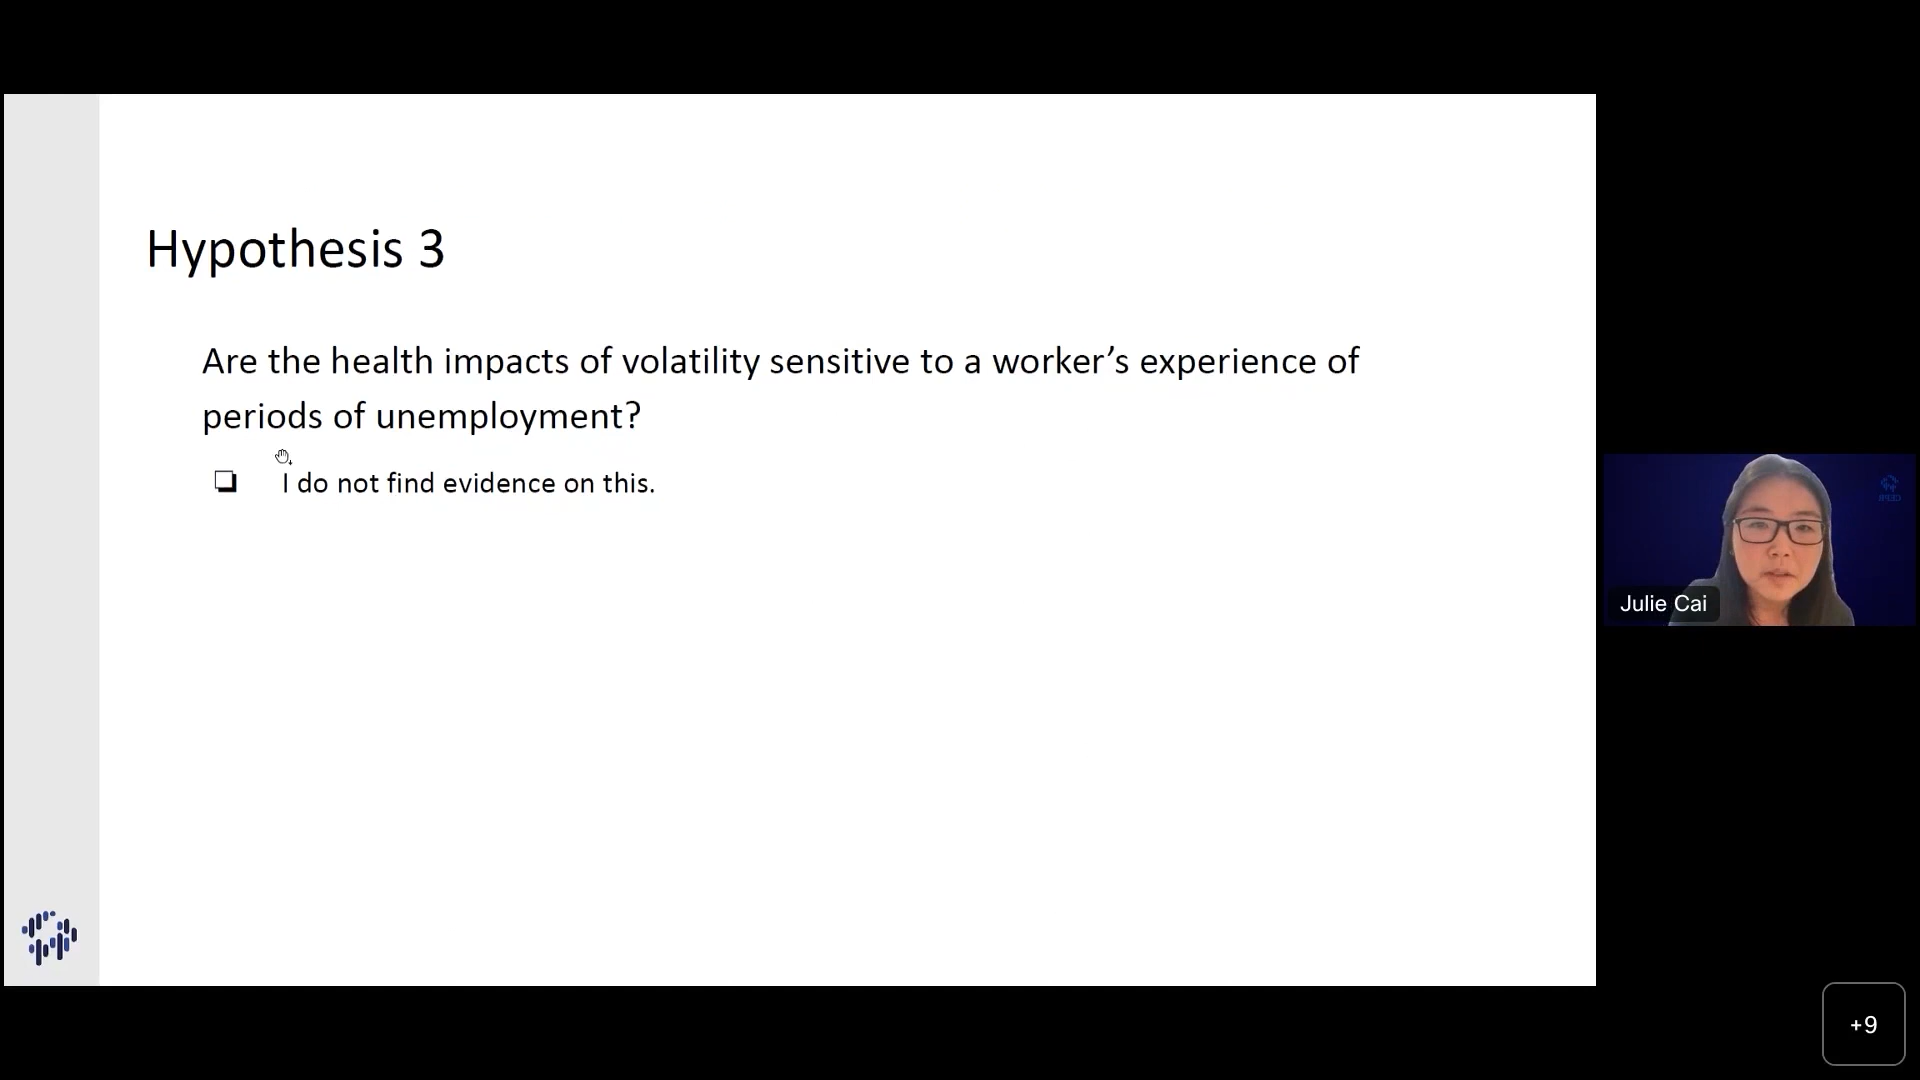 Hypothesis 3
Are the health impacts of volatility sensitive to a worker’s experience of
periods of unemployment?
I do not find evidence on this.
Julie Cai
+9